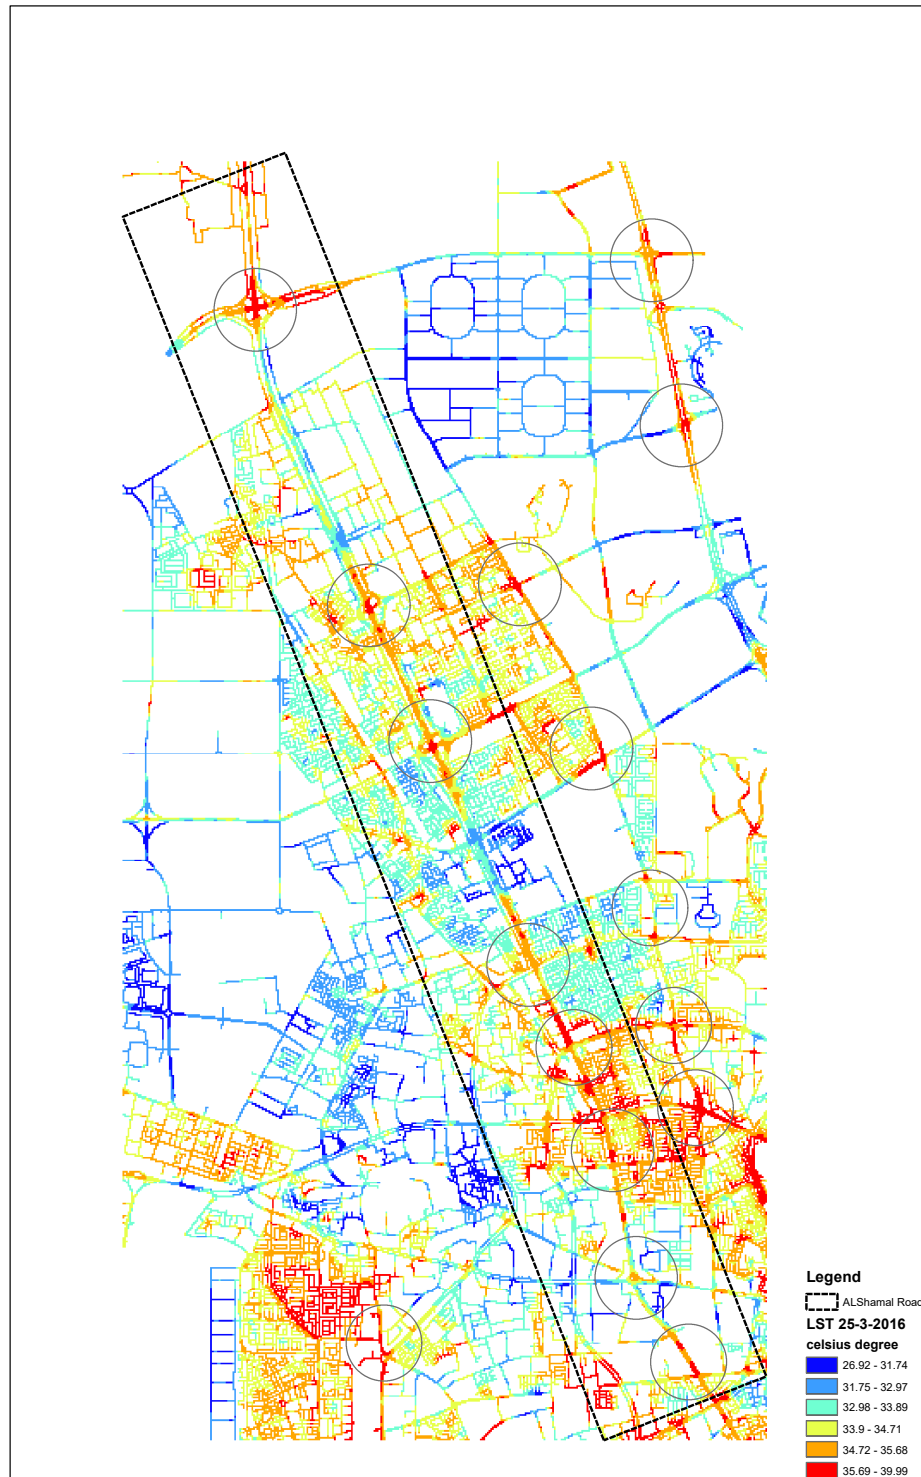 Legend
ALShamal Road
LST 25-3-2016
celsius degree
26.92 - 31.74
31.75 - 32.97
32.98 - 33.89
33.9 - 34.71
34.72 - 35.68
35.69 - 39.99